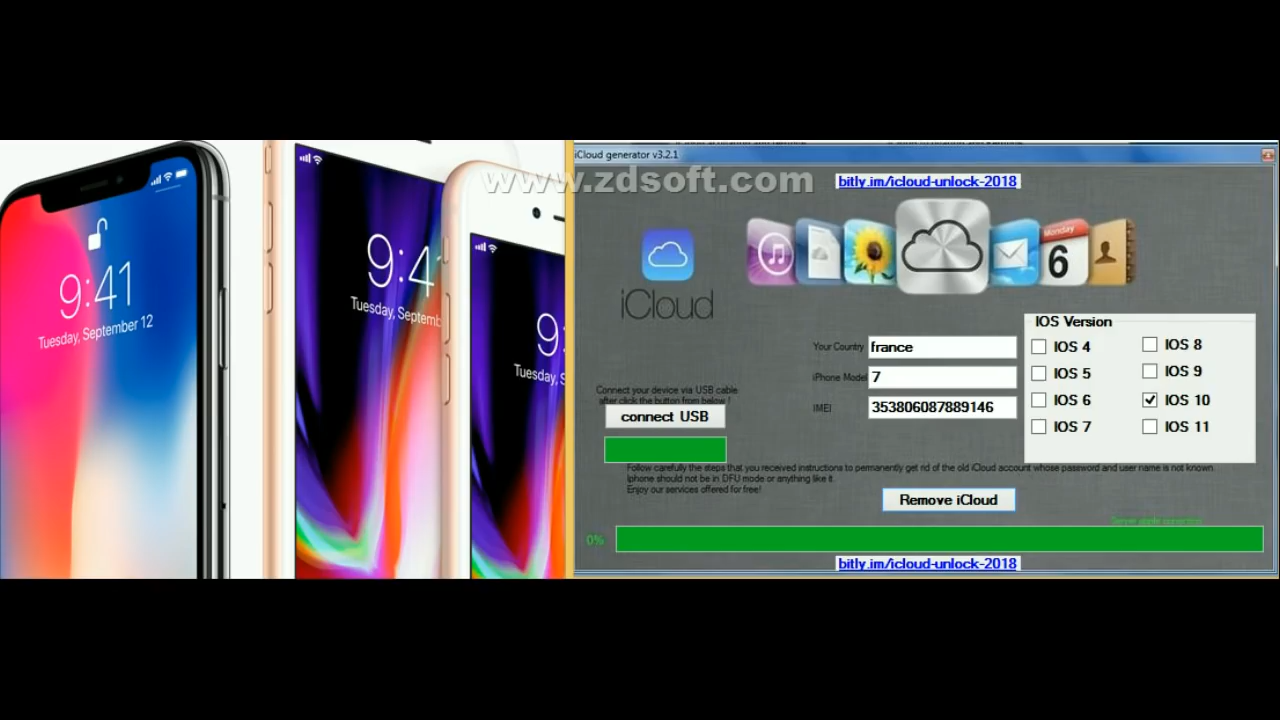 9:41
Tuesday, September 12
9:4
Tuesday, Septemb
9:
Tuesday, S
www.zdsoft.com
iCloud generator v3.2.1
bitly.im/icloud-unlock-2018
iCloud
Monday
6
Your Country france
iPhone Model 7
IMEI 353806087889146
IOS Version
IOS 4
IOS 5
IOS 6
IOS 7
IOS 8
IOS 9
IOS 10
IOS 11
Connect your device via USB cable
after click the button from below !
connect USB
Follow carefully the steps that you received instructions to permanently get rid of the old iCloud account whose password and user name is not known.
Iphone should not be in DFU mode or anything like it.
Enjoy our services offered for free!
Remove iCloud
0%
bitly.im/icloud-unlock-2018